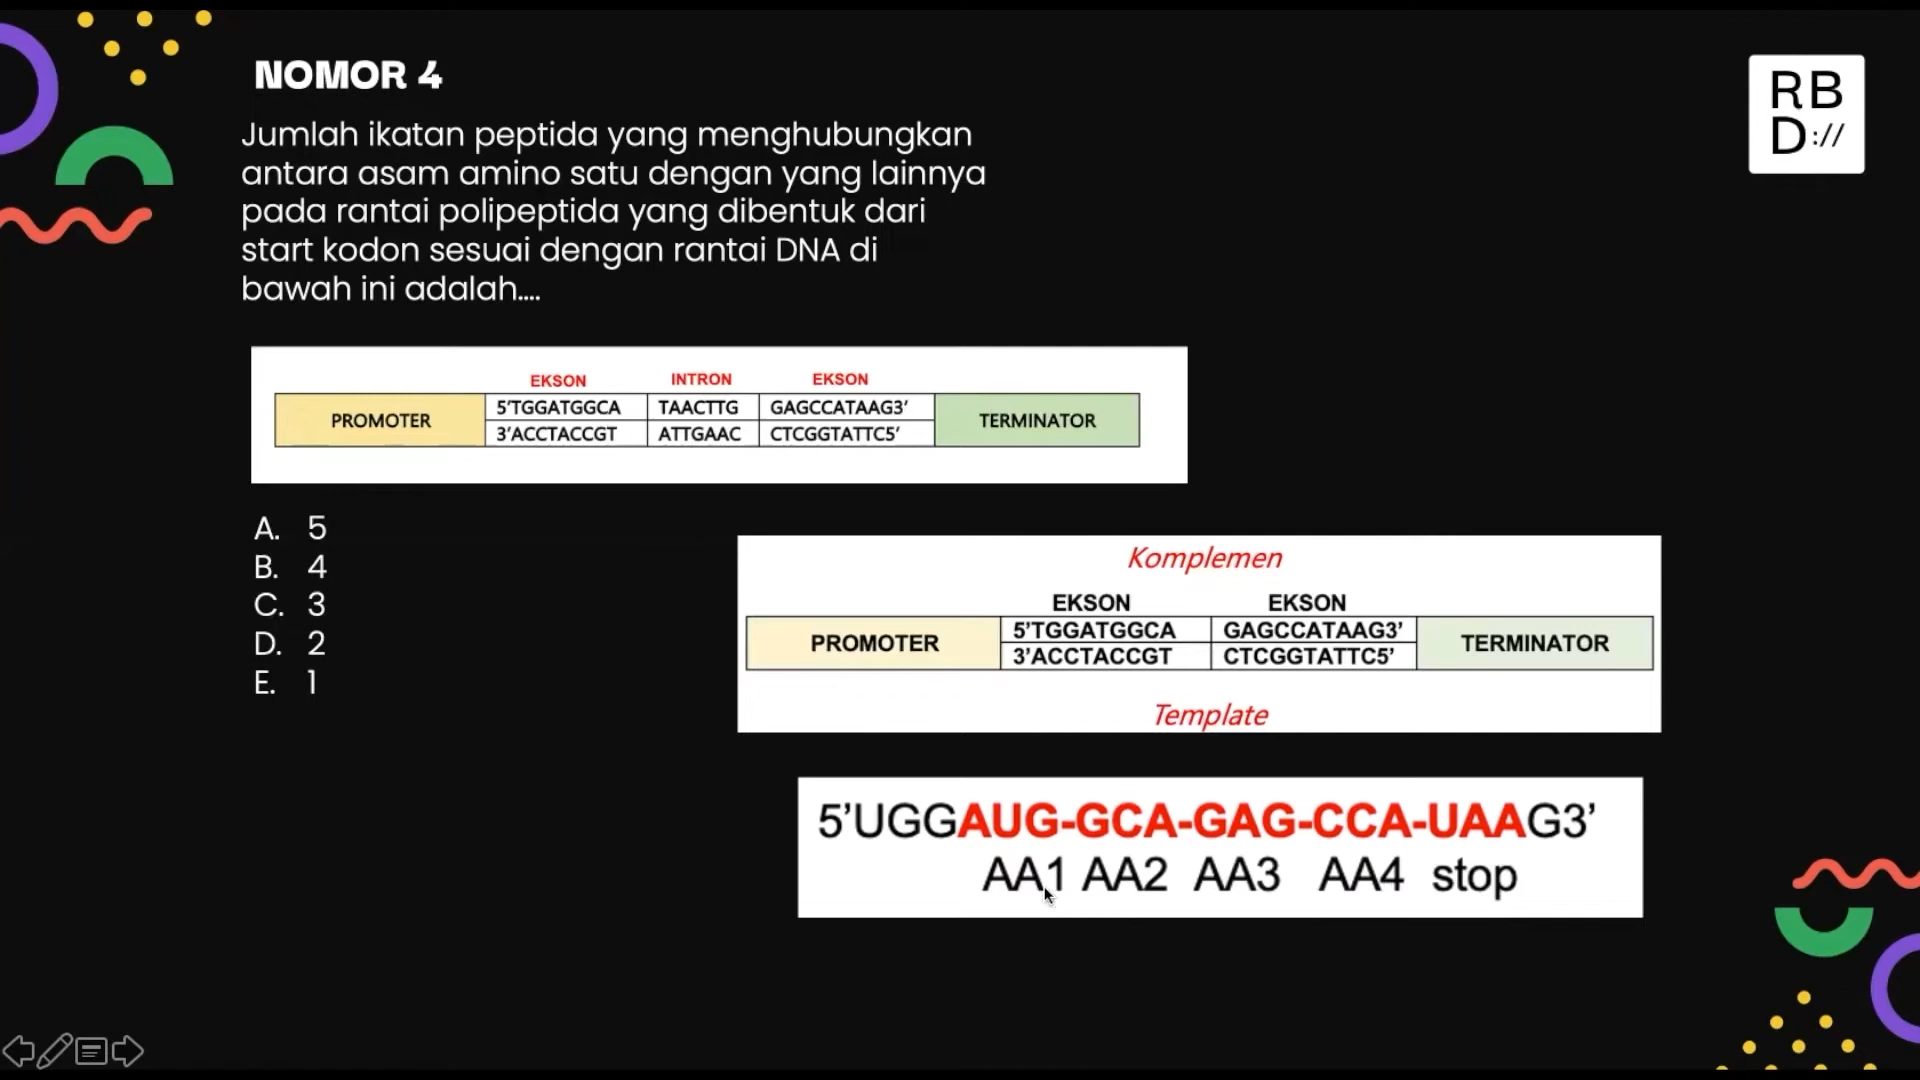 NOMOR 4
RB
D://
Jumlah ikatan peptida yang menghubungkan
antara asam amino satu dengan yang lainnya
pada rantai polipeptida yang dibentuk dari
start kodon sesuai dengan rantai DNA di
bawah ini adalah....
EKSON INTRON EKSON
PROMOTER
5'TGGATGGCA TAACTTG GAGCCATAAG3'
3'ACCTACCGT ATTGAAC CTCGGTATTC5'
TERMINATOR
A. 5
B. 4
C. 3
D. 2
E. 1
Komplemen
EKSON EKSON
PROMOTER
5'TGGATGGCA GAGCCATAAG3'
3'ACCTACCGT CTCGGTATTC5'
TERMINATOR
Template
5'UGGAUG-GCA-GAG-CCA-UAAG3'
AA1 AA2 AA3 AA4 stop